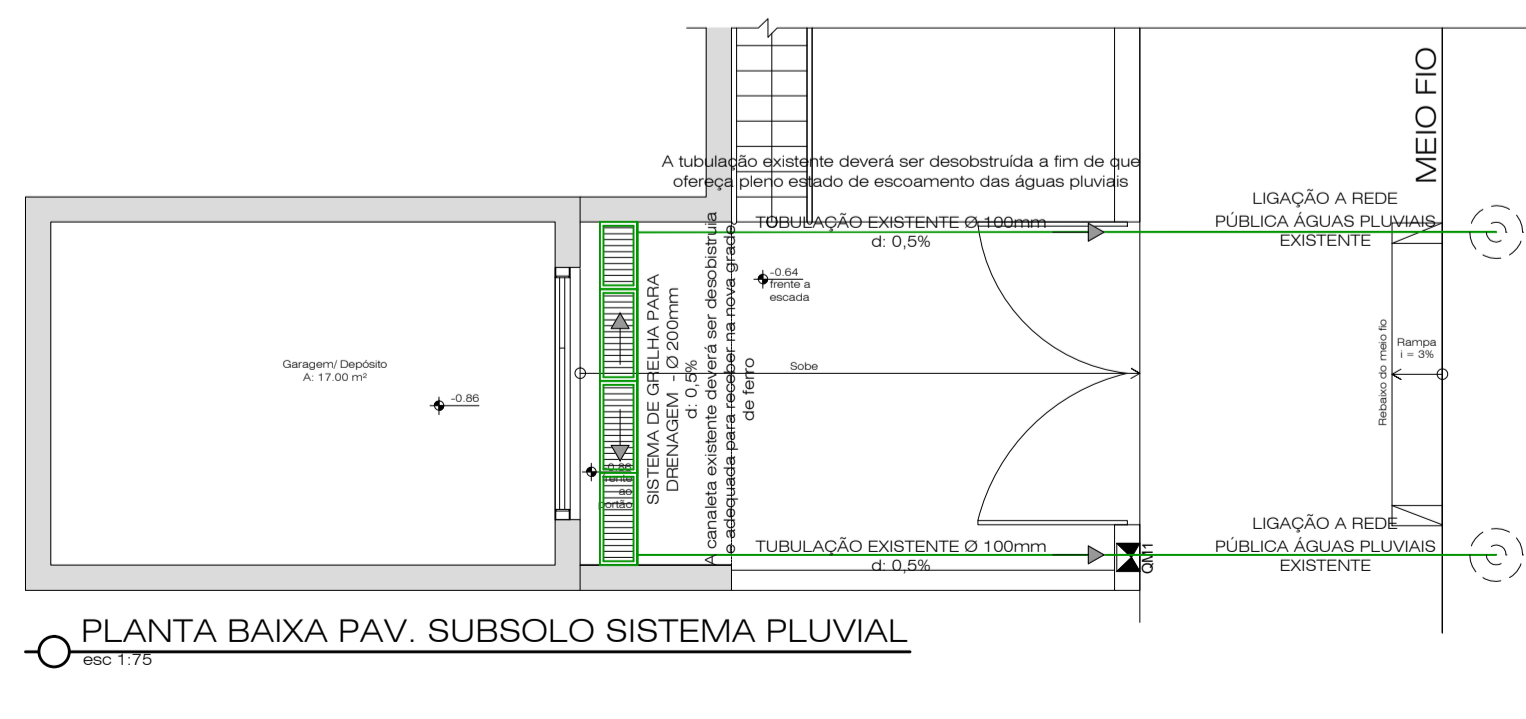 MEIO FIO
A tubulação existente deverá ser desobstruída a fim de que
ofereça pleno estado de escoamento das águas pluviais
LIGAÇÃO A REDE
PÚBLICA ÁGUAS PLUVIAIS
EXISTENTE
TUBULAÇÃO EXISTENTE Ø 100mm
d: 0,5%
-0.64
frente a
escada
SISTEMA DE GRELHA PARA
DRENAGEM - Ø 200mm
d: 0,5%
A canaleta existente deverá ser desobistruia
e adequada para receber na nova grade
de ferro
Garagem/ Depósito
A: 17.00 m²
-0.86
Sobe
Rebaixo do meio fio
Rampa
i = 3%
-0.86
frente
ao
portão
TUBULAÇÃO EXISTENTE Ø 100mm
d: 0,5%
QM1
LIGAÇÃO A REDE
PÚBLICA ÁGUAS PLUVIAIS
EXISTENTE
PLANTA BAIXA PAV. SUBSOLO SISTEMA PLUVIAL
esc 1:75